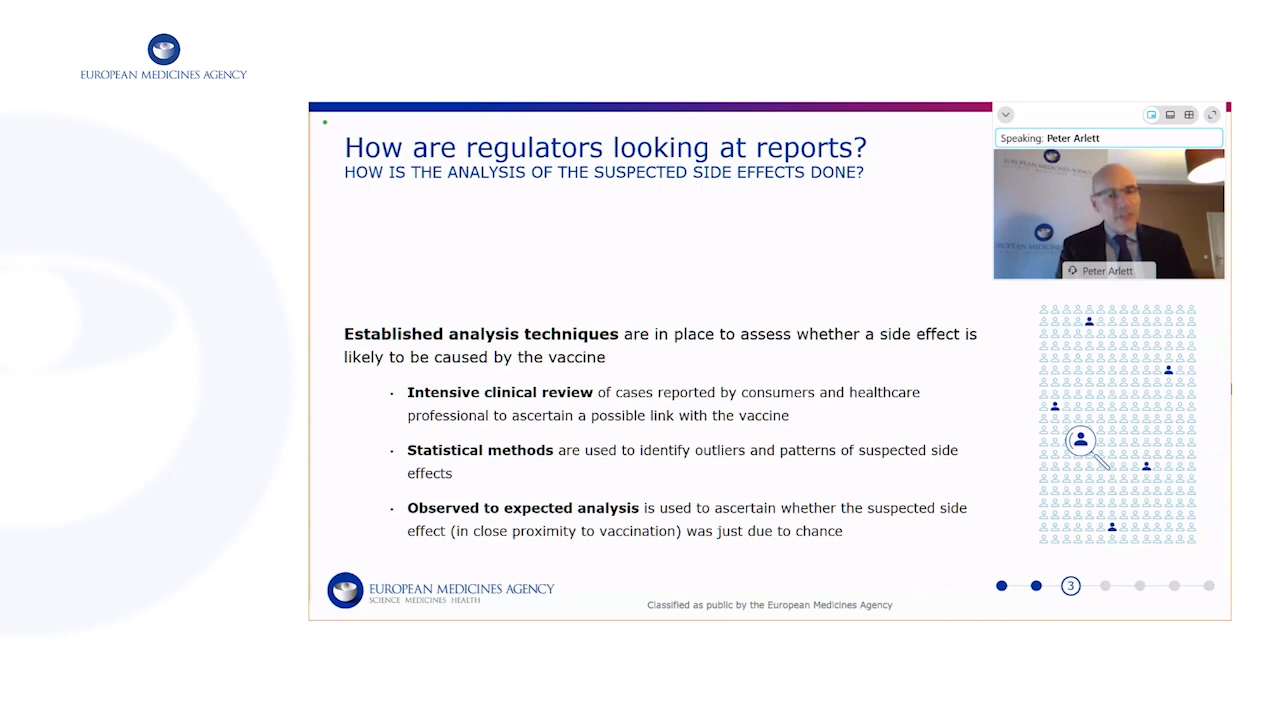 EUROPEAN MEDICINES AGENCY
How are regulators looking at reports?
HOW IS THE ANALYSIS OF THE SUSPECTED SIDE EFFECTS DONE?
Speaking: Peter Arlett
EUROPEAN MEDICINES AGENCY
EUROPEAN MEDICINES
Peter Arlett
Established analysis techniques are in place to assess whether a side effect is
likely to be caused by the vaccine
· Intensive clinical review of cases reported by consumers and healthcare
professional to ascertain a possible link with the vaccine
· Statistical methods are used to identify outliers and patterns of suspected side
effects
· Observed to expected analysis is used to ascertain whether the suspected side
effect (in close proximity to vaccination) was just due to chance
EUROPEAN MEDICINES AGENCY
SCIENCE MEDICINES HEALTH
Classified as public by the European Medicines Agency
3